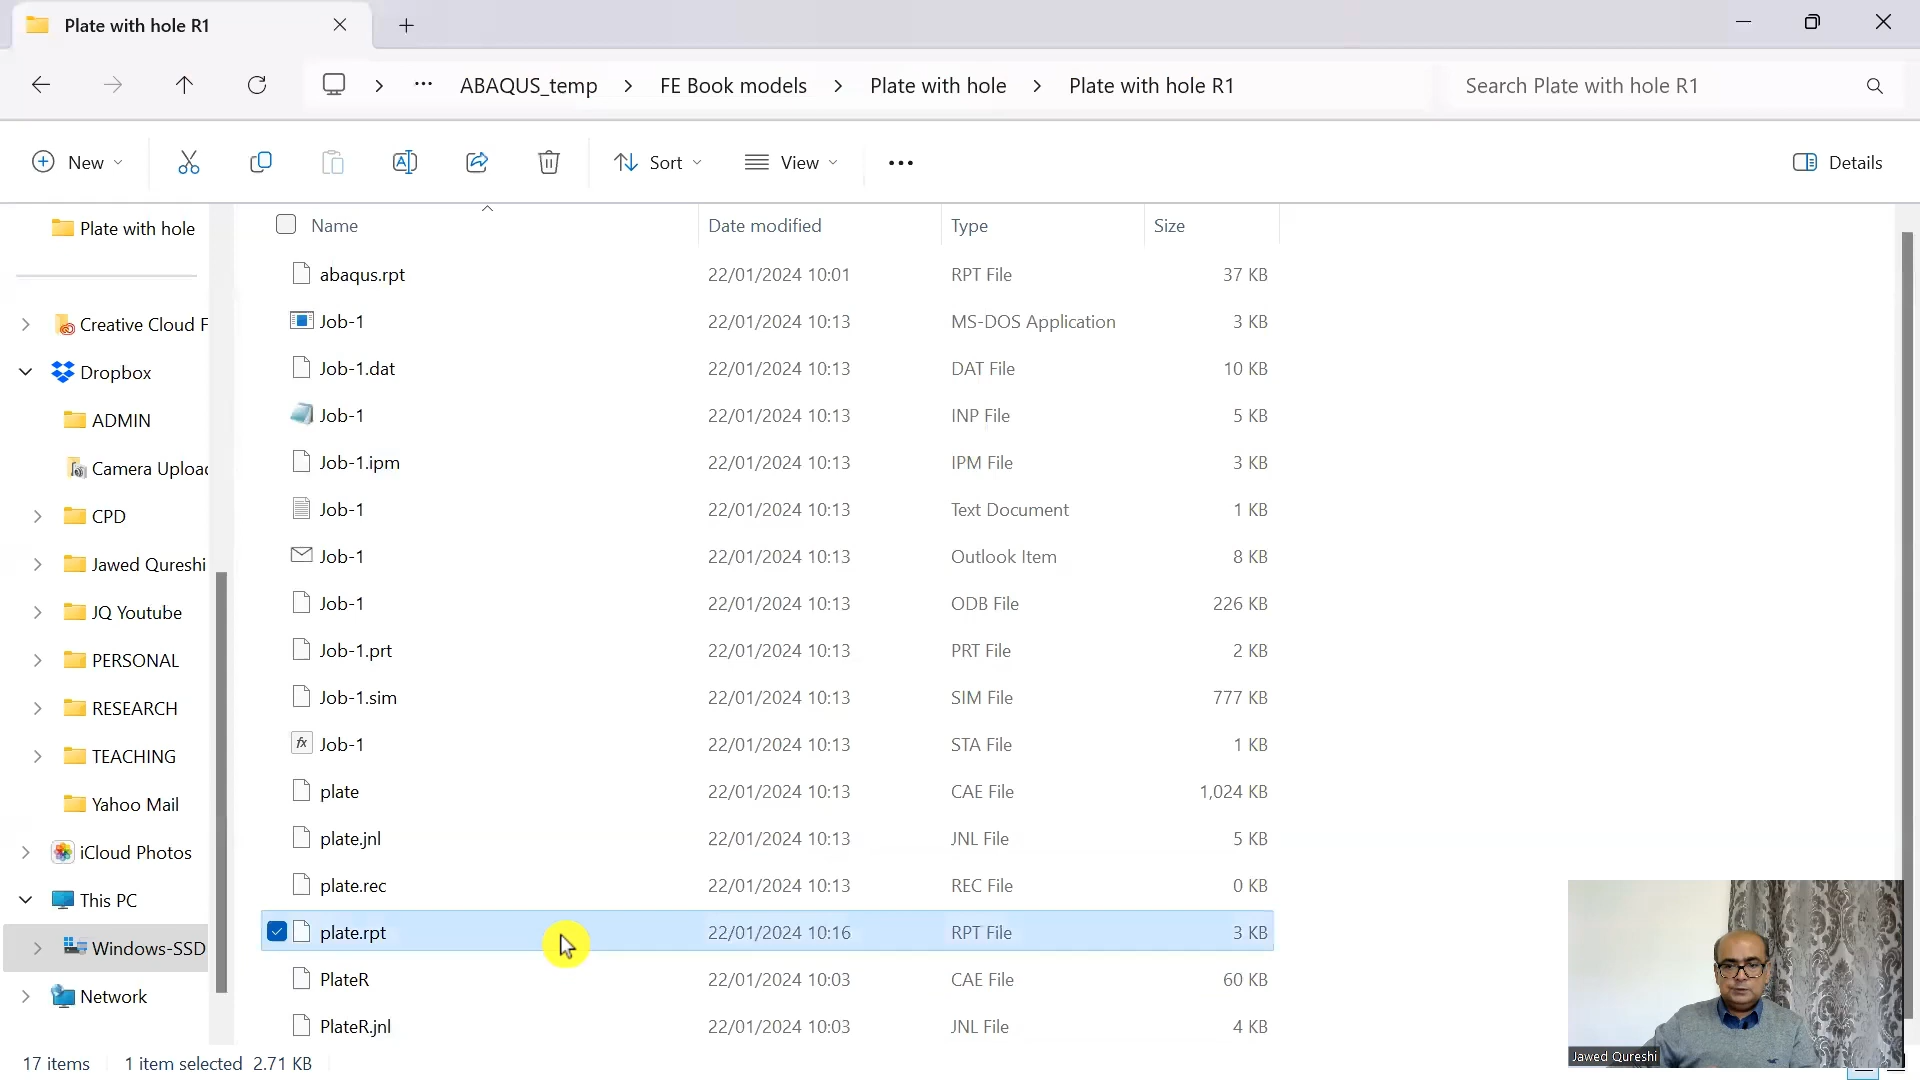 Plate with hole R1
ABAQUS_temp > FE Book models > Plate with hole > Plate with hole R1
Search Plate with hole R1
New
Sort
View
Details
Plate with hole
Creative Cloud F
Dropbox
ADMIN
Camera Uploac
CPD
Jawed Qureshi
JQ Youtube
PERSONAL
RESEARCH
TEACHING
Yahoo Mail
iCloud Photos
This PC
Windows-SSD
Network
Name Date modified Type Size
abaqus.rpt 22/01/2024 10:01 RPT File 37 KB
Job-1 22/01/2024 10:13 MS-DOS Application 3 KB
Job-1.dat 22/01/2024 10:13 DAT File 10 KB
Job-1 22/01/2024 10:13 INP File 5 KB
Job-1.ipm 22/01/2024 10:13 IPM File 3 KB
Job-1 22/01/2024 10:13 Text Document 1 KB
Job-1 22/01/2024 10:13 Outlook Item 8 KB
Job-1 22/01/2024 10:13 ODB File 226 KB
Job-1.prt 22/01/2024 10:13 PRT File 2 KB
Job-1.sim 22/01/2024 10:13 SIM File 777 KB
Job-1 22/01/2024 10:13 STA File 1 KB
plate 22/01/2024 10:13 CAE File 1,024 KB
plate.jnl 22/01/2024 10:13 JNL File 5 KB
plate.rec 22/01/2024 10:13 REC File 0 KB
plate.rpt 22/01/2024 10:16 RPT File 3 KB
PlateR 22/01/2024 10:03 CAE File 60 KB
PlateR.jnl 22/01/2024 10:03 JNL File 4 KB
17 items 1 item selected 2.71 KB
Jawed Qureshi